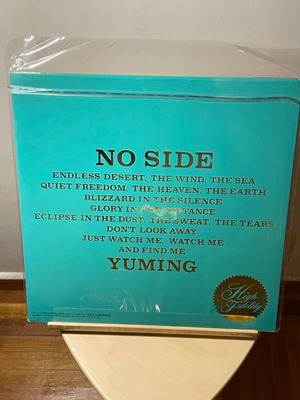 NO SIDE
ENDLESS DESERT, THE WIND, THE SEA
QUIET FREEDOM, THE HEAVEN, THE EARTH
BLIZZARD IN THE SILENCE
GLORY IN THE DISTANCE
ECLIPSE IN THE DUST, THE SWEAT, THE TEARS
DON'T LOOK AWAY
JUST WATCH ME, WATCH ME
AND FIND ME
YUMING
High
Fidelity